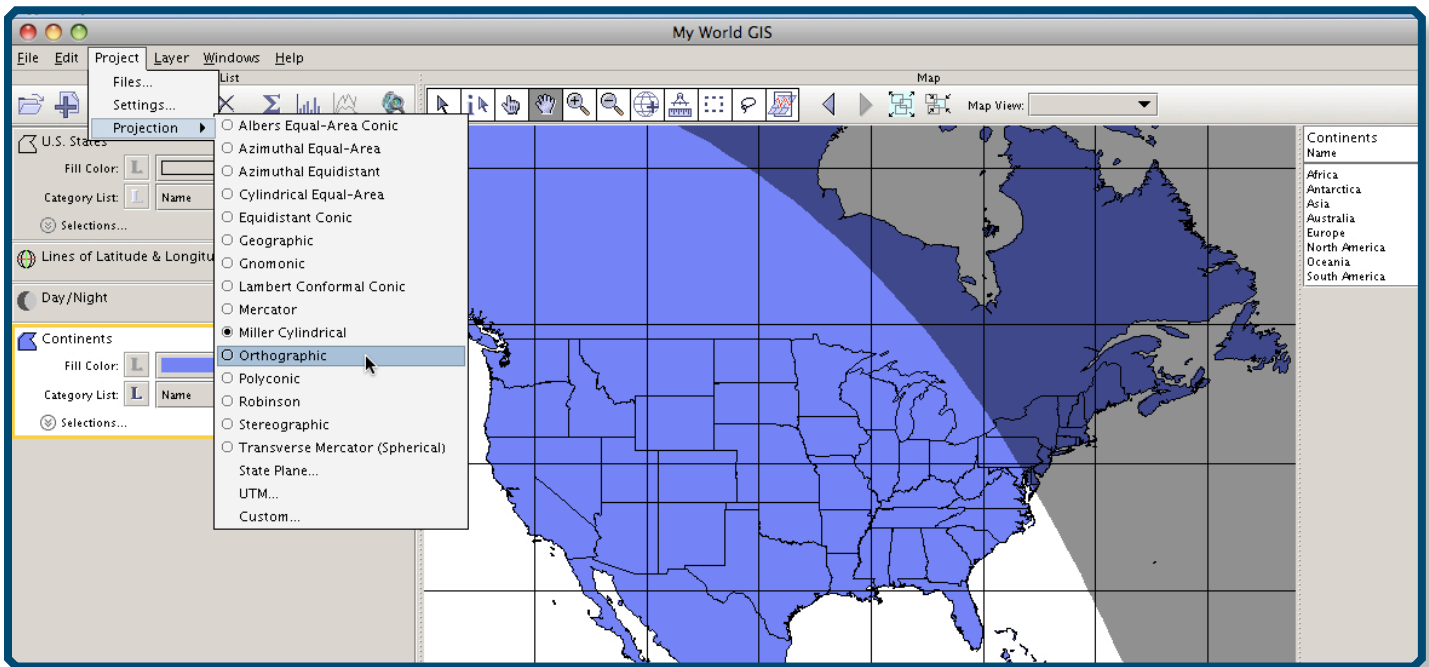 My World GIS
File Edit Project Layer Windows Help
List
Map
Files...
Settings...
Projection
Map View:
Albers Equal-Area Conic
Azimuthal Equal-Area
Azimuthal Equidistant
Cylindrical Equal-Area
Equidistant Conic
Geographic
Gnomonic
Lambert Conformal Conic
Mercator
Miller Cylindrical
Orthographic
Polyconic
Robinson
Stereographic
Transverse Mercator (Spherical)
State Plane...
UTM...
Custom...
U.S. States
Fill Color: L
Category List: L Name
Selections...
Lines of Latitude & Longitu
Day/Night
Continents
Fill Color: L
Category List: L Name
Selections...
Continents
Name
Africa
Antarctica
Asia
Australia
Europe
North America
Oceania
South America